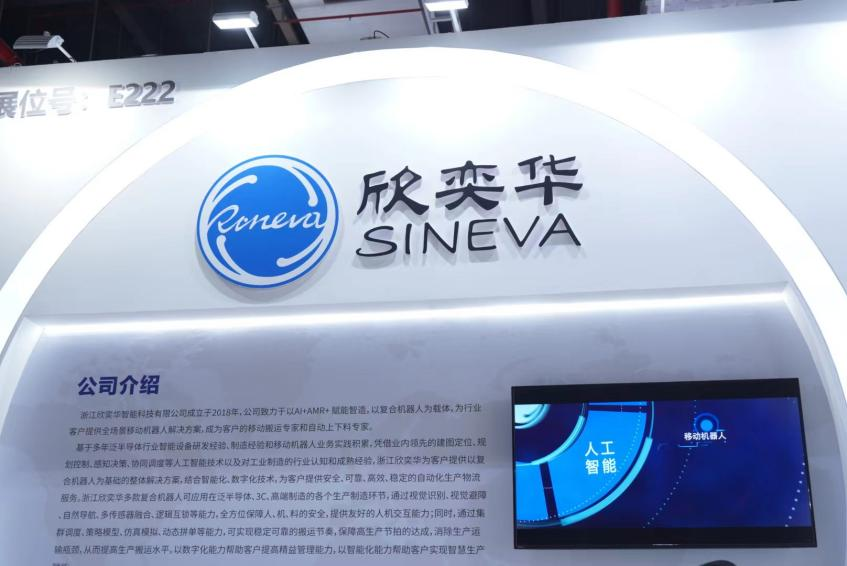 展位号：E222
Roneva
欣奕华
SINEVA
公司介绍
浙江欣奕华智能科技有限公司成立于2018年，公司致力于以AI+AMR+ 赋能智造，以复合机器人为载体，为行业
客户提供全场景移动机器人解决方案，成为客户的移动搬运专家和自动上下料专家。
基于多年泛半导体行业智能设备研发经验、制造经验和移动机器人业务实践积累，凭借业内领先的建图定位、规
划控制、感知决策、协同调度等人工智能技术以及对工业制造的行业认知和成熟经验，浙江欣奕华为客户提供以复
合机器人为基础的整体解决方案，结合智能化、数字化技术，为客户提供安全、可靠、高效、稳定的自动化生产物流
服务。浙江欣奕华多款复合机器人可应用在泛半导体、3C、高端制造的各个生产制造环节，通过视觉识别、视觉避障
、自然导航、多传感器融合、逻辑互锁等能力，全方位保障人、机、料的安全，提供友好的人机交互能力；同时，通过集
群调度、策略模型、仿真模拟、动态拼单等能力，可实现稳定可靠的搬运节奏，保障高生产节拍的达成，消除生产运
输瓶颈，从而提高生产搬运水平。以数字化能力帮助客户提高精益管理能力，以智能化能力帮助客户实现智慧生产
人工
智能
移动机器人